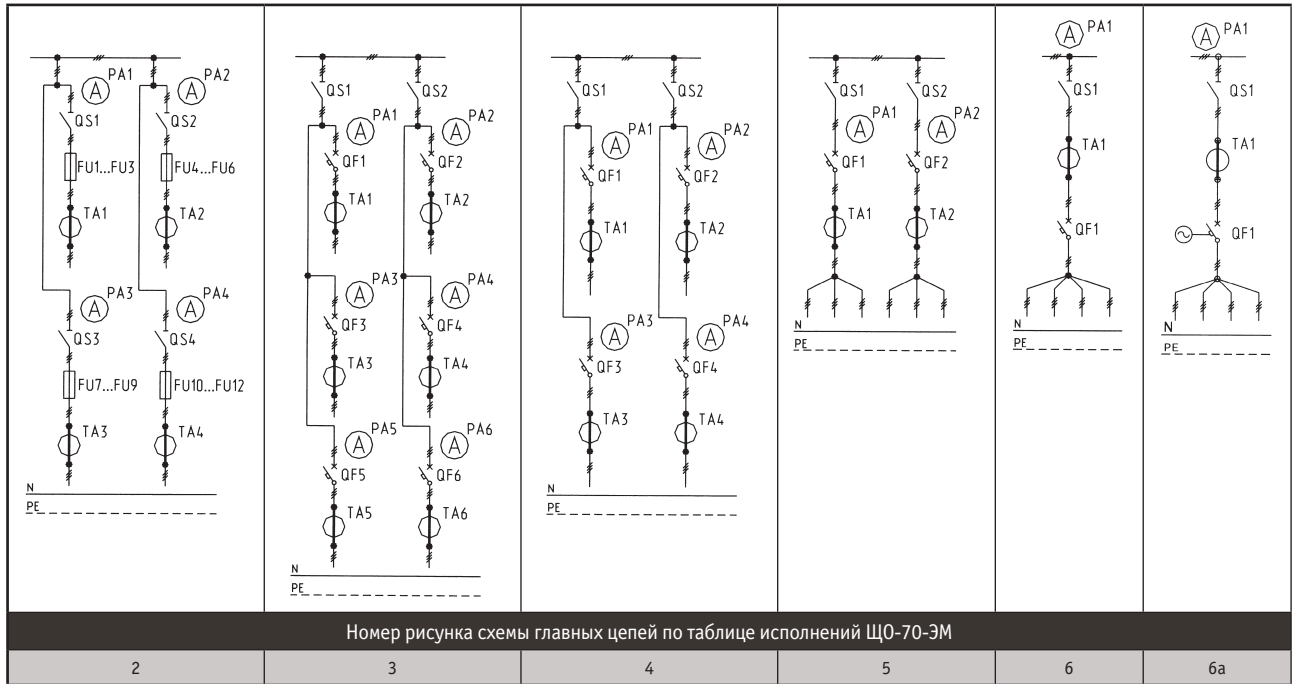 PA1 PA2
A A
QS1 QS2
FU1...FU3 FU4...FU6
TA1 TA2
PA3 PA4
A A
QS3 QS4
FU7...FU9 FU10...FU12
TA3 TA4
N
PE
QS1 QS2
PA1 PA2
A A
QF1 QF2
TA1 TA2
PA3 PA4
A A
QF3 QF4
TA3 TA4
PA5 PA6
A A
QF5 QF6
TA5 TA6
N
PE
QS1 QS2
PA1 PA2
A A
QF1 QF2
TA1 TA2
PA3 PA4
A A
QF3 QF4
TA3 TA4
N
PE
QS1 QS2
PA1 PA2
A A
QF1 QF2
TA1 TA2
N
PE
PA1
A
QS1
TA1
QF1
N
PE
PA1
A
QS1
TA1
QF1
N
PE
Номер рисунка схемы главных цепей по таблице исполнений ЩО-70-ЭМ
2 3 4 5 6 6а